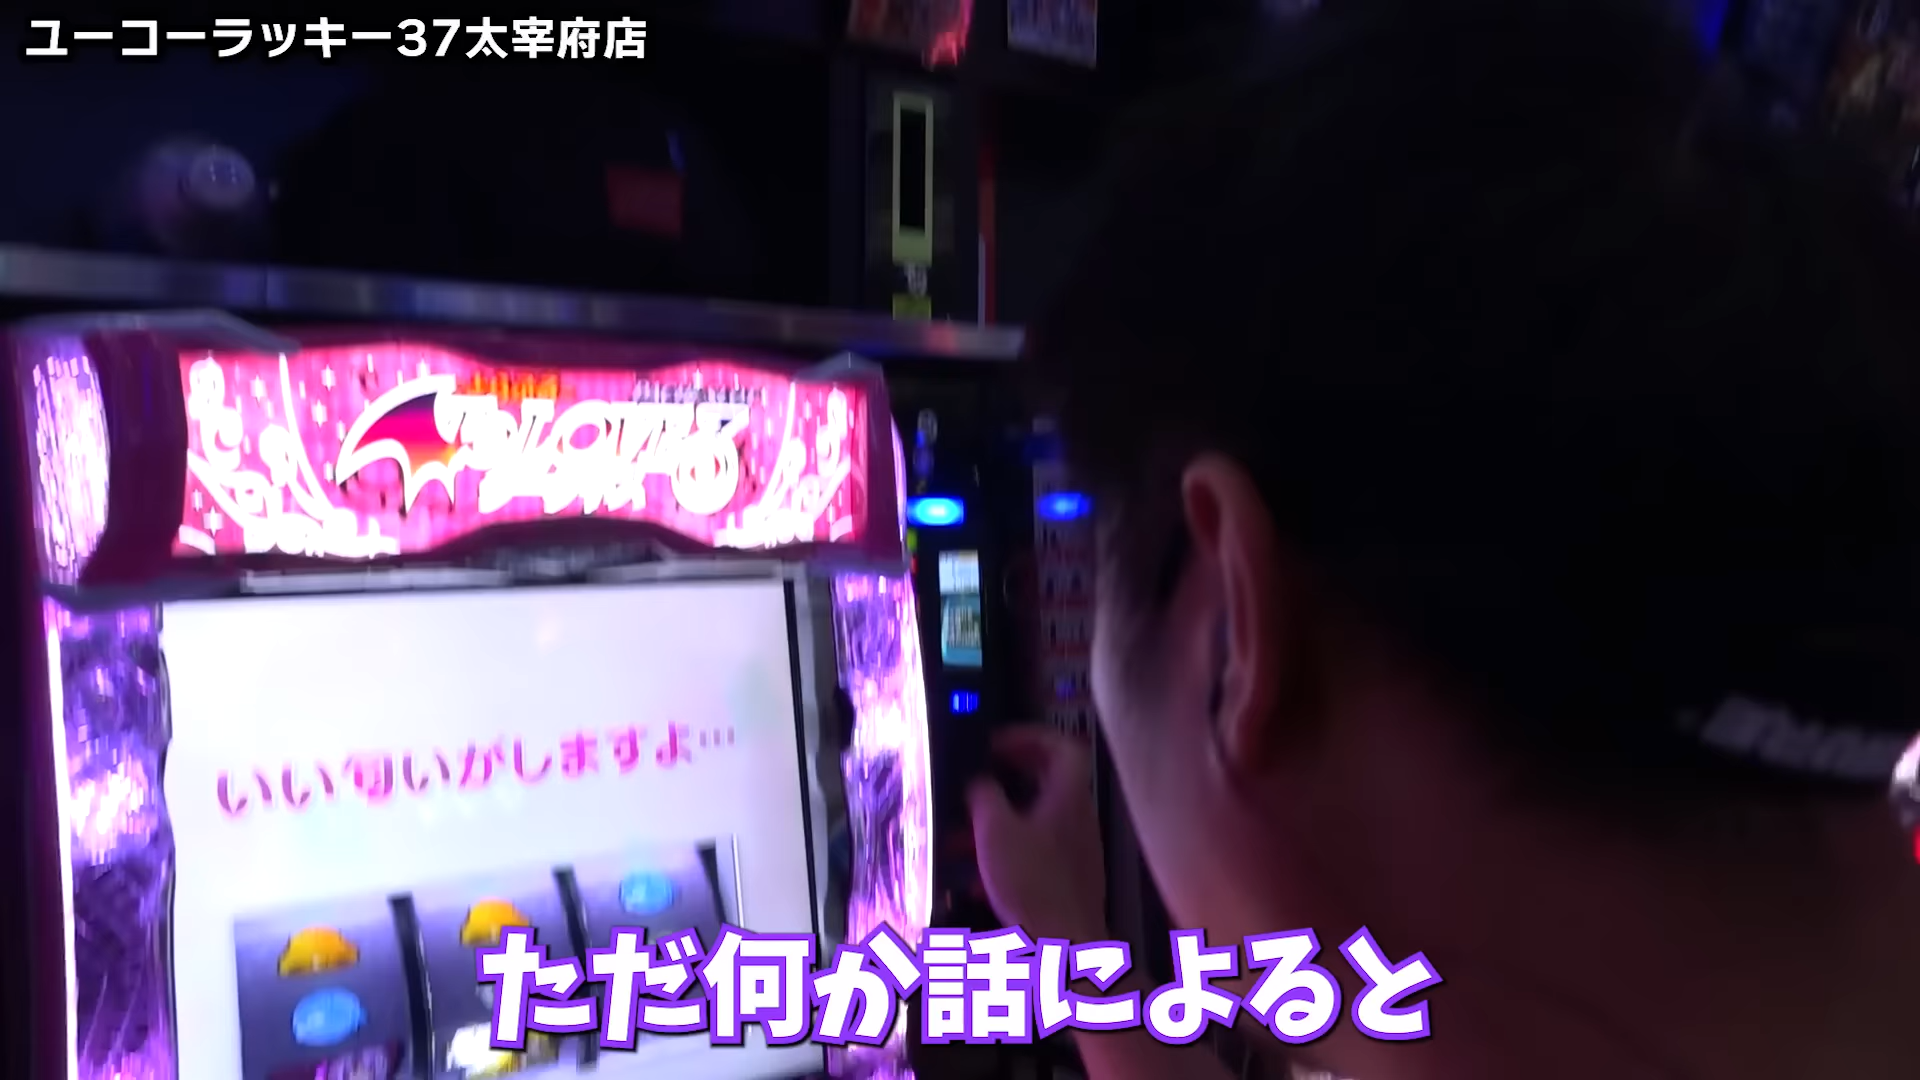 ユーコーラッキー37太宰府店
いい匂いがしますよ…
ただ何か話によると